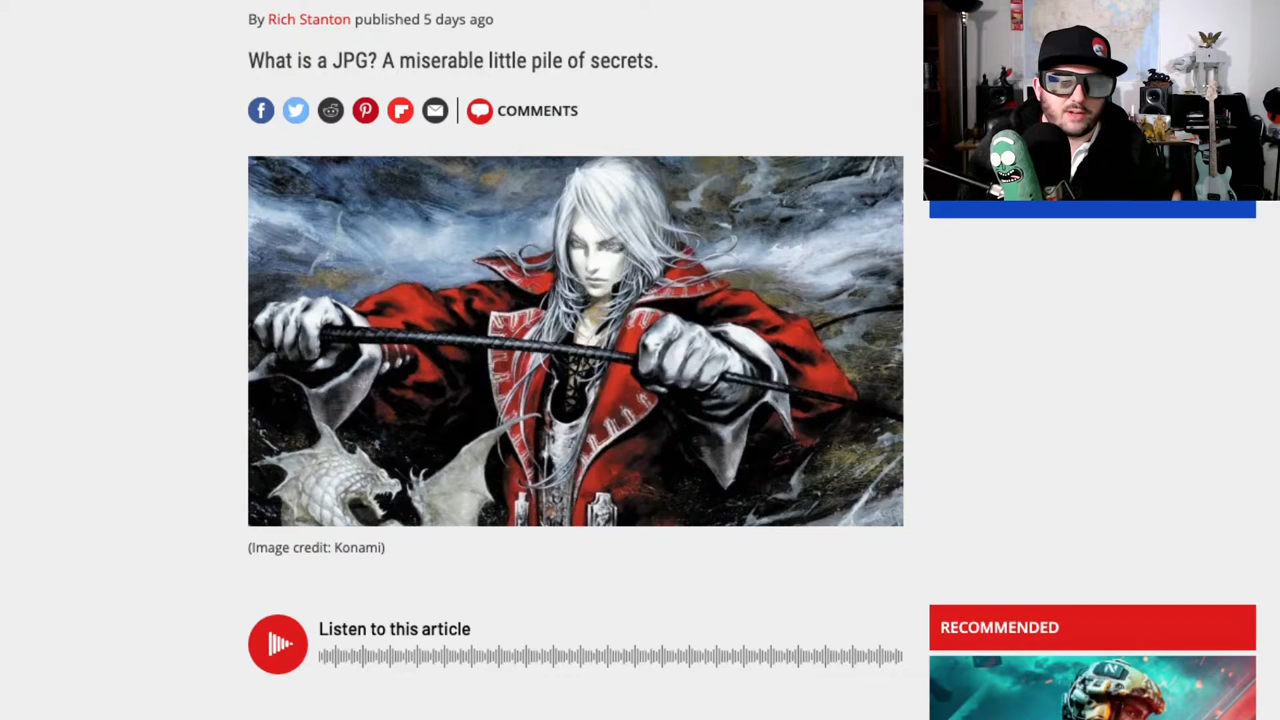 By Rich Stanton published 5 days ago
What is a JPG? A miserable little pile of secrets.
COMMENTS
(Image credit: Konami)
Listen to this article
RECOMMENDED
N